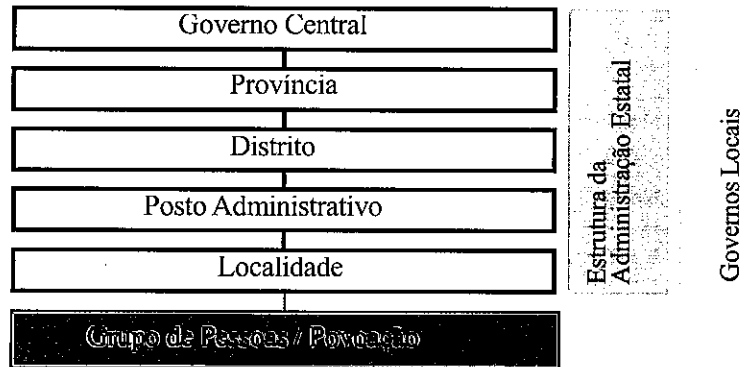 Governo Central
Província
Distrito
Posto Administrativo
Localidade
Grupo de Pessoas / Povoação
Estrutura da
Administração Estatal
Governos Locais